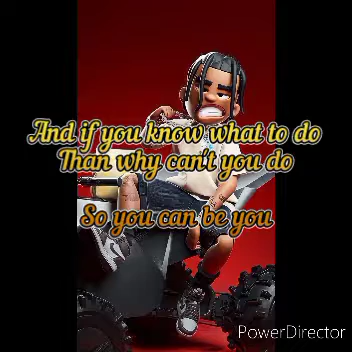 And if you know what to do
Than why can't you do
So you can be you
PowerDirector